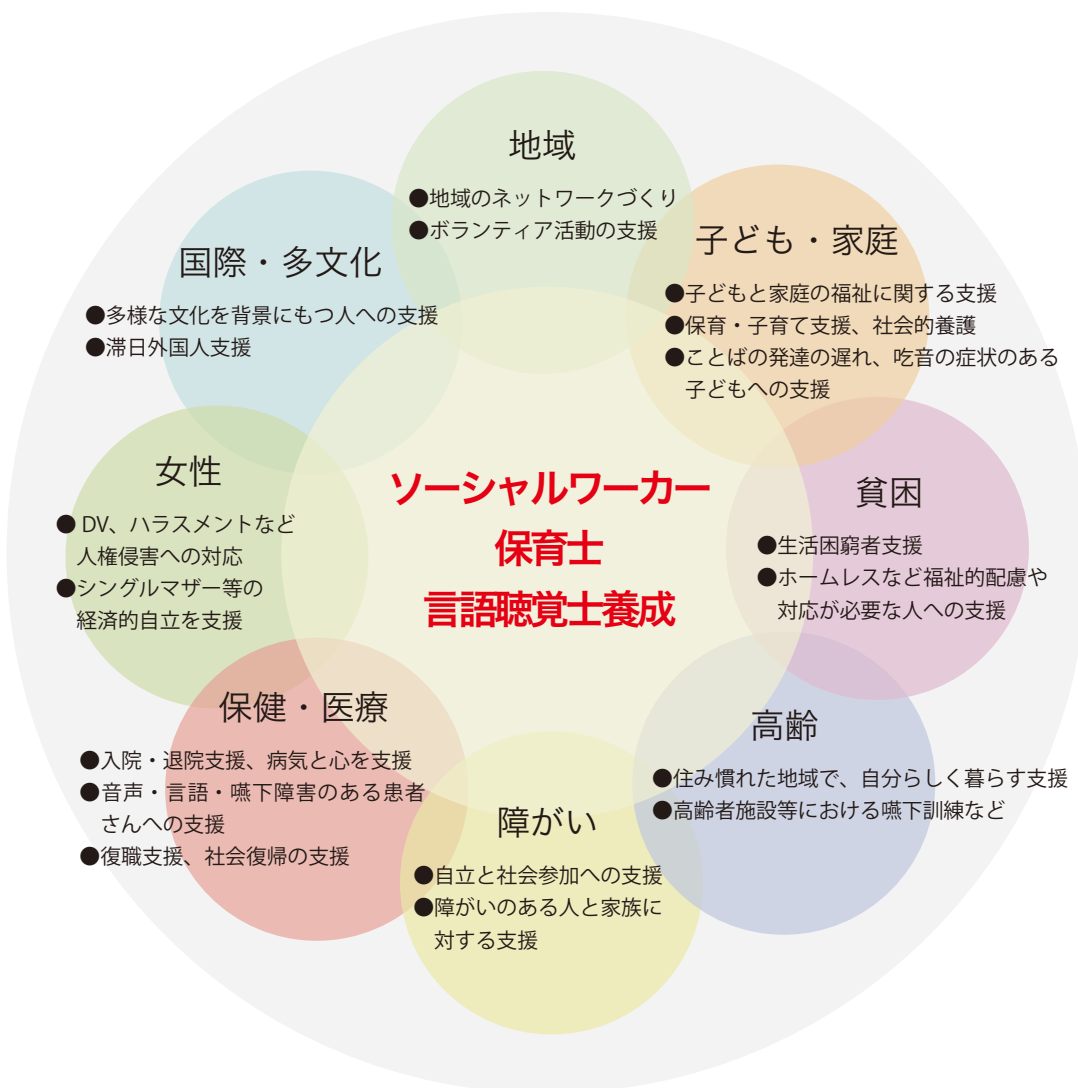 地域
●地域のネットワークづくり
●ボランティア活動の支援
子ども・家庭
●子どもと家庭の福祉に関する支援
●保育・子育て支援、社会的養護
●ことばの発達の遅れ、吃音の症状のある
子どもへの支援
国際・多文化
●多様な文化を背景にもつ人への支援
●滞日外国人支援
女性
●DV、ハラスメントなど
人権侵害への対応
●シングルマザー等の
経済的自立を支援
ソーシャルワーカー
保育士
言語聴覚士養成
貧困
●生活困窮者支援
●ホームレスなど福祉的配慮や
対応が必要な人への支援
保健・医療
●入院・退院支援、病気と心を支援
●音声・言語・嚥下障害のある患者
さんへの支援
●復職支援、社会復帰の支援
高齢
●住み慣れた地域で、自分らしく暮らす支援
●高齢者施設等における嚥下訓練など
障がい
●自立と社会参加への支援
●障がいのある人と家族に
対する支援